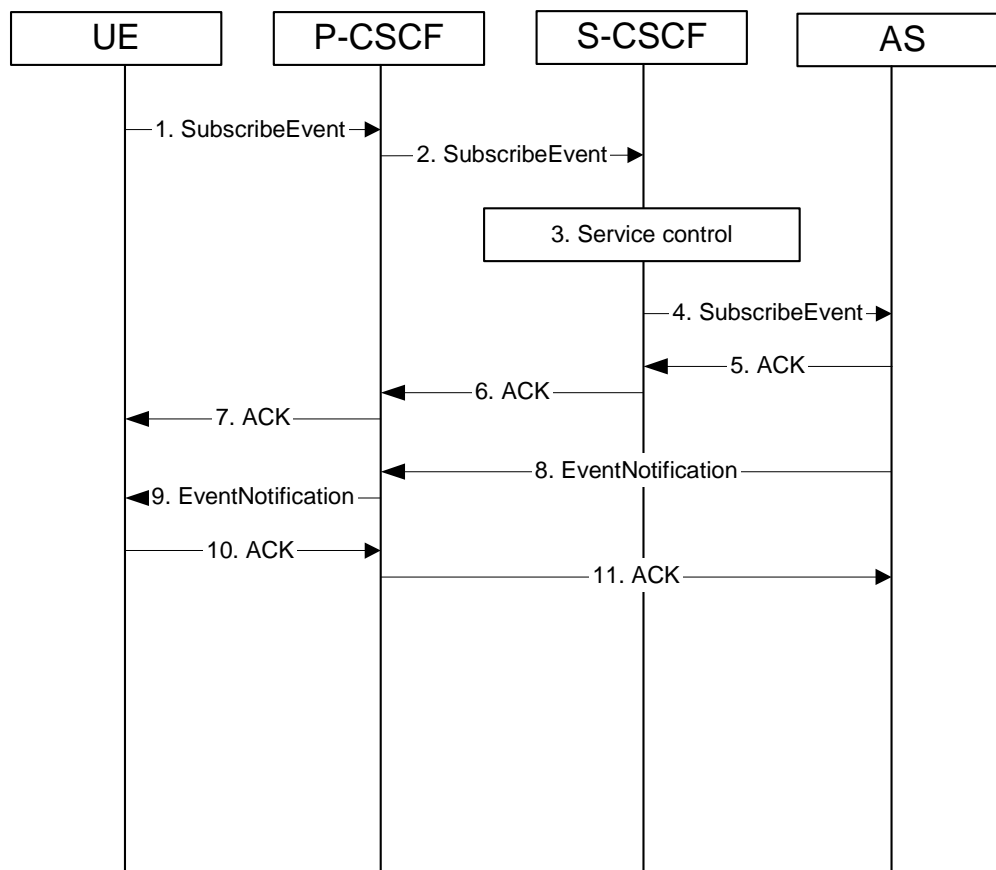 UE
P-CSCF
S-CSCF
AS
1. SubscribeEvent
2. SubscribeEvent
3. Service control
4. SubscribeEvent
5. ACK
6. ACK
7. ACK
8. EventNotification
9. EventNotification
10. ACK
11. ACK